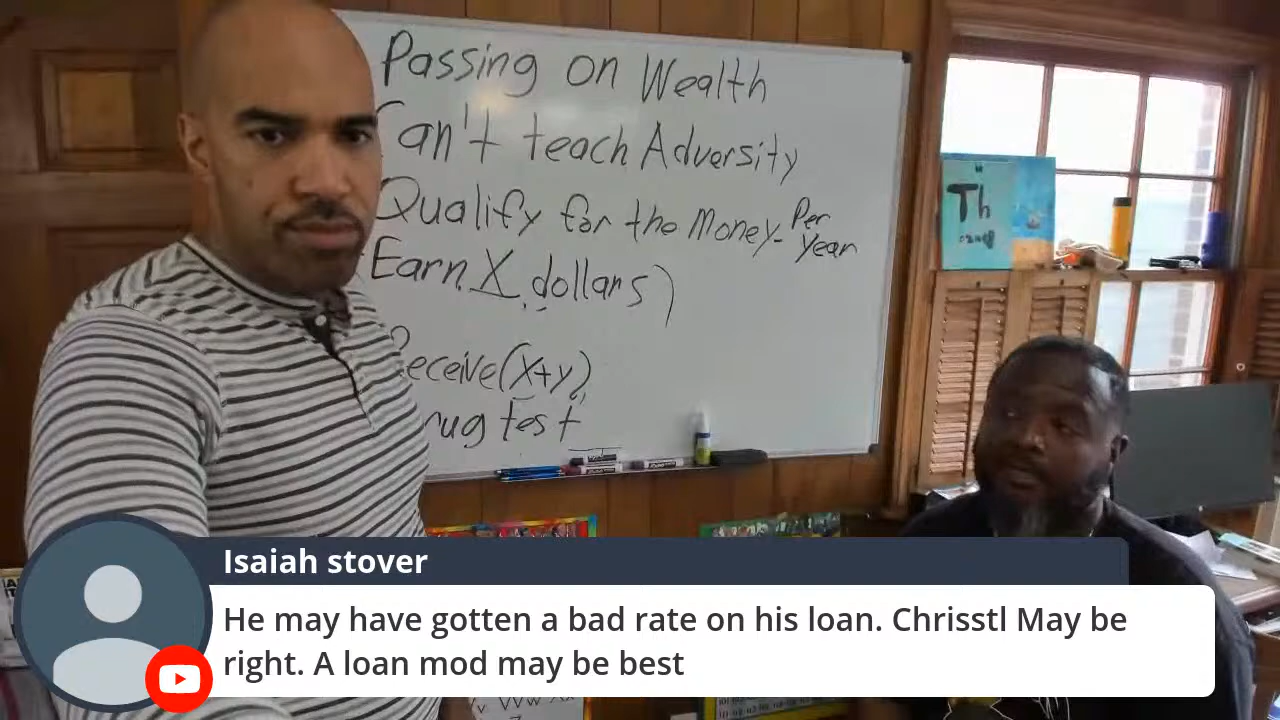 Passing on Wealth
Can't teach Adversity
Qualify for the Money- Per Year
Earn X dollars)
Receive (x+y)
rug test
Th
Isaiah stover
He may have gotten a bad rate on his loan. Chrisstl May be
right. A loan mod may be best